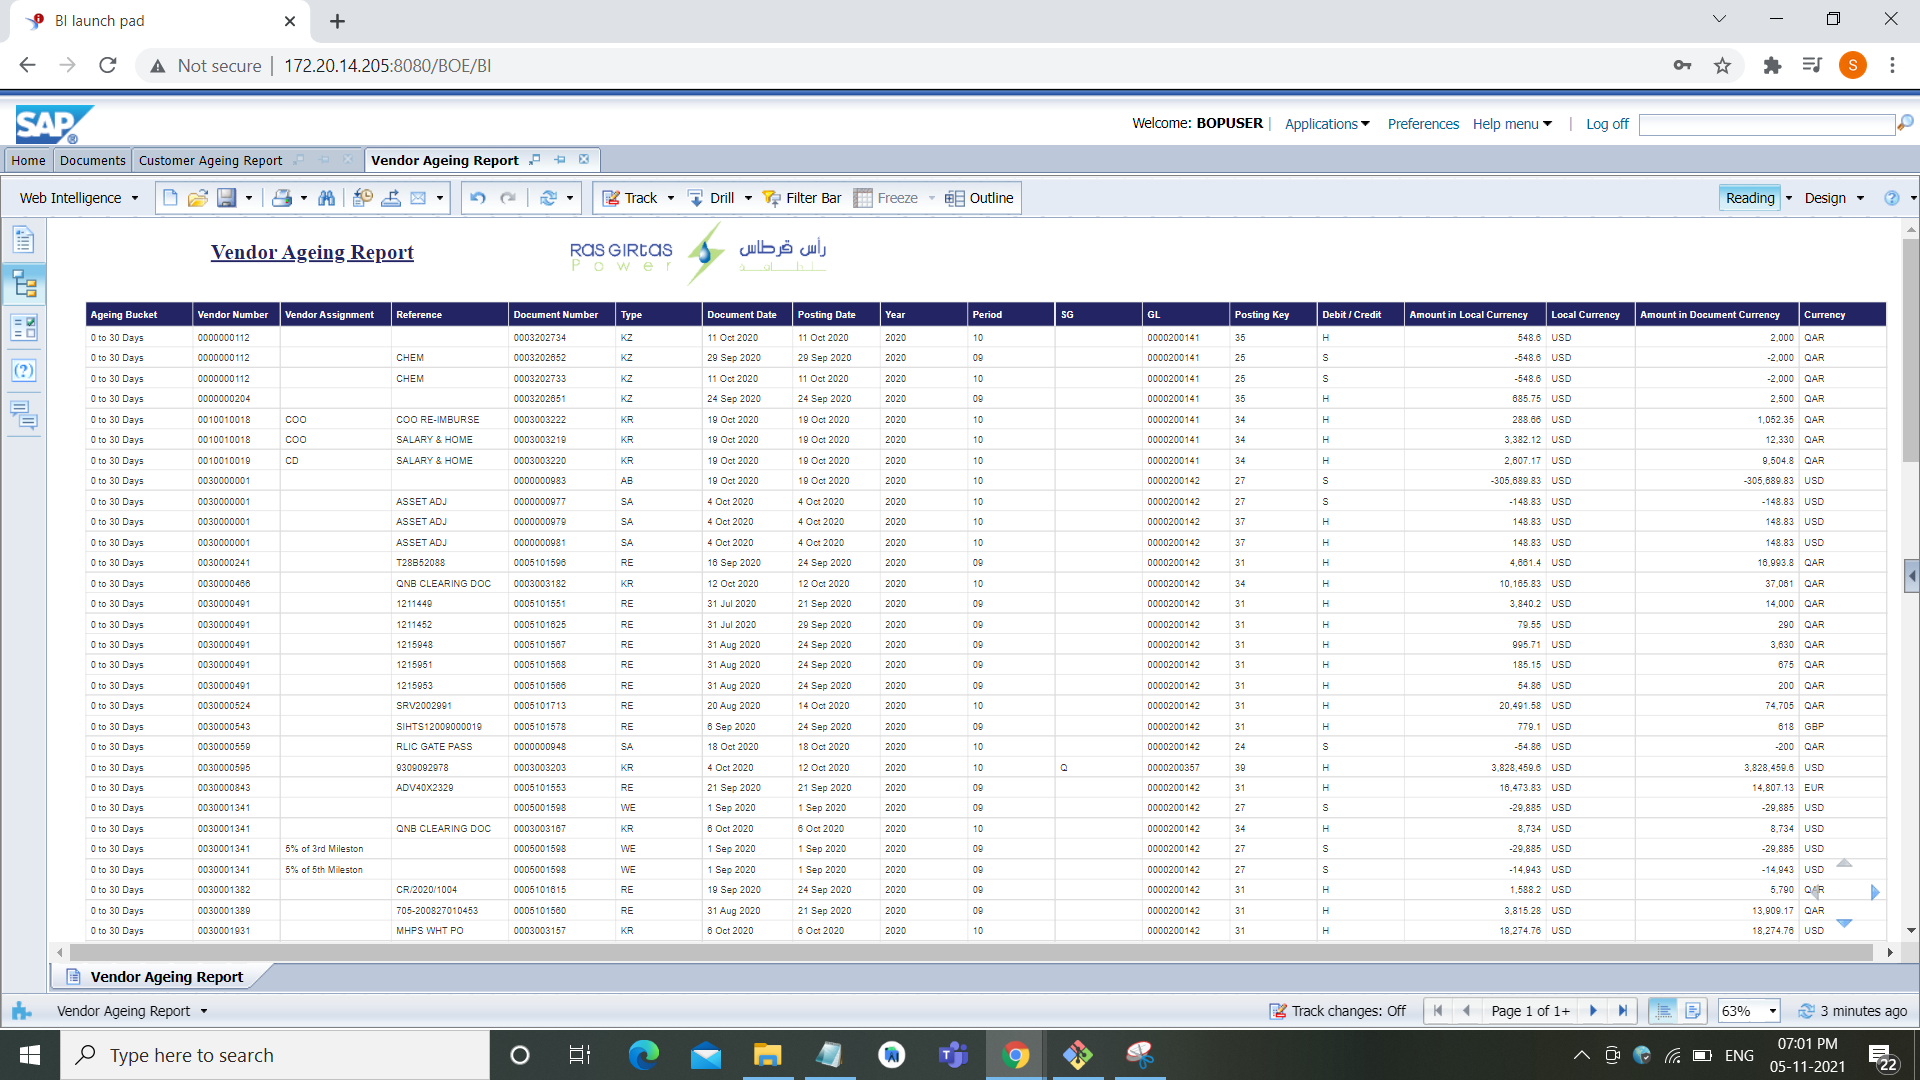 BI launch pad
Not secure 172.20.14.205:8080/BOE/BI
S
SAP
Welcome: BOPUSER Applications Preferences Help menu Log off
Home Documents Customer Ageing Report Vendor Ageing Report
Web Intelligence Track Drill Filter Bar Freeze Outline Reading Design
Vendor Ageing Report
RAS GIRTAS رأس قرطاس
Power
Ageing Bucket Vendor Number Vendor Assignment Reference Document Number Type Document Date Posting Date Year Period SG GL Posting Key Debit / Credit Amount in Local Currency Local Currency Amount in Document Currency Currency
0 to 30 Days 0000000112 0003202734 KZ 11 Oct 2020 11 Oct 2020 2020 10 0000200141 35 H 548.6 USD 2,000 QAR
0 to 30 Days 0000000112 CHEM 0003202652 KZ 29 Sep 2020 29 Sep 2020 2020 09 0000200141 25 S -548.6 USD -2,000 QAR
0 to 30 Days 0000000112 CHEM 0003202733 KZ 11 Oct 2020 11 Oct 2020 2020 10 0000200141 25 S -548.6 USD -2,000 QAR
0 to 30 Days 0000000204 0003202651 KZ 24 Sep 2020 24 Sep 2020 2020 09 0000200141 35 H 685.75 USD 2,500 QAR
0 to 30 Days 0010010018 COO COO RE-IMBURSE 0003003222 KR 19 Oct 2020 19 Oct 2020 2020 10 0000200141 34 H 288.66 USD 1,052.35 QAR
0 to 30 Days 0010010018 COO SALARY & HOME 0003003219 KR 19 Oct 2020 19 Oct 2020 2020 10 0000200141 34 H 3,382.12 USD 12,330 QAR
0 to 30 Days 0010010019 CD SALARY & HOME 0003003220 KR 19 Oct 2020 19 Oct 2020 2020 10 0000200141 34 H 2,607.17 USD 9,504.8 QAR
0 to 30 Days 0030000001 0000000983 AB 19 Oct 2020 19 Oct 2020 2020 10 0000200142 27 S -305,689.83 USD -305,689.83 USD
0 to 30 Days 0030000001 ASSET ADJ 0000000977 SA 4 Oct 2020 4 Oct 2020 2020 10 0000200142 27 S -148.83 USD -148.83 USD
0 to 30 Days 0030000001 ASSET ADJ 0000000979 SA 4 Oct 2020 4 Oct 2020 2020 10 0000200142 37 H 148.83 USD 148.83 USD
0 to 30 Days 0030000001 ASSET ADJ 0000000981 SA 4 Oct 2020 4 Oct 2020 2020 10 0000200142 37 H 148.83 USD 148.83 USD
0 to 30 Days 0030000241 T28B52088 0005101596 RE 16 Sep 2020 24 Sep 2020 2020 09 0000200142 31 H 4,661.4 USD 16,993.8 QAR
0 to 30 Days 0030000466 QNB CLEARING DOC 0003003182 KR 12 Oct 2020 12 Oct 2020 2020 10 0000200142 34 H 10,165.83 USD 37,061 QAR
0 to 30 Days 0030000491 1211449 0005101551 RE 31 Jul 2020 21 Sep 2020 2020 09 0000200142 31 H 3,840.2 USD 14,000 QAR
0 to 30 Days 0030000491 1211452 0005101625 RE 31 Jul 2020 29 Sep 2020 2020 09 0000200142 31 H 79.55 USD 290 QAR
0 to 30 Days 0030000491 1215948 0005101567 RE 31 Aug 2020 24 Sep 2020 2020 09 0000200142 31 H 995.71 USD 3,630 QAR
0 to 30 Days 0030000491 1215951 0005101568 RE 31 Aug 2020 24 Sep 2020 2020 09 0000200142 31 H 185.15 USD 675 QAR
0 to 30 Days 0030000491 1215953 0005101566 RE 31 Aug 2020 24 Sep 2020 2020 09 0000200142 31 H 54.86 USD 200 QAR
0 to 30 Days 0030000524 SRV2002991 0005101713 RE 20 Aug 2020 14 Oct 2020 2020 10 0000200142 31 H 20,491.58 USD 74,705 QAR
0 to 30 Days 0030000543 SIHTS12009000019 0005101578 RE 6 Sep 2020 24 Sep 2020 2020 09 0000200142 31 H 779.1 USD 618 GBP
0 to 30 Days 0030000559 RLIC GATE PASS 0000000948 SA 18 Oct 2020 18 Oct 2020 2020 10 0000200142 24 S -54.86 USD -200 QAR
0 to 30 Days 0030000595 9309092978 0003003203 KR 4 Oct 2020 12 Oct 2020 2020 10 Q 0000200357 39 H 3,828,459.6 USD 3,828,459.6 USD
0 to 30 Days 0030000843 ADV40X2329 0005101553 RE 21 Sep 2020 21 Sep 2020 2020 09 0000200142 31 H 16,473.83 USD 14,807.13 EUR
0 to 30 Days 0030001341 0005001598 WE 1 Sep 2020 1 Sep 2020 2020 09 0000200142 27 S -29,885 USD -29,885 USD
0 to 30 Days 0030001341 QNB CLEARING DOC 0003003167 KR 6 Oct 2020 6 Oct 2020 2020 10 0000200142 34 H 8,734 USD 8,734 USD
0 to 30 Days 0030001341 5% of 3rd Mileston 0005001598 WE 1 Sep 2020 1 Sep 2020 2020 09 0000200142 27 S -29,885 USD -29,885 USD
0 to 30 Days 0030001341 5% of 5th Mileston 0005001598 WE 1 Sep 2020 1 Sep 2020 2020 09 0000200142 27 S -14,943 USD -14,943 USD
0 to 30 Days 0030001382 CR/2020/1004 0005101615 RE 19 Sep 2020 24 Sep 2020 2020 09 0000200142 31 H 1,588.2 USD 5,790 QAR
0 to 30 Days 0030001389 705-200827010453 0005101560 RE 31 Aug 2020 21 Sep 2020 2020 09 0000200142 31 H 3,815.28 USD 13,909.17 QAR
0 to 30 Days 0030001931 MHPS WHT PO 0003003157 KR 6 Oct 2020 6 Oct 2020 2020 10 0000200142 31 H 18,274.76 USD 18,274.76 USD
Vendor Ageing Report
Vendor Ageing Report Track changes: Off Page 1 of 1+ 63% 3 minutes ago
Type here to search ENG 07:01 PM
05-11-2021
22